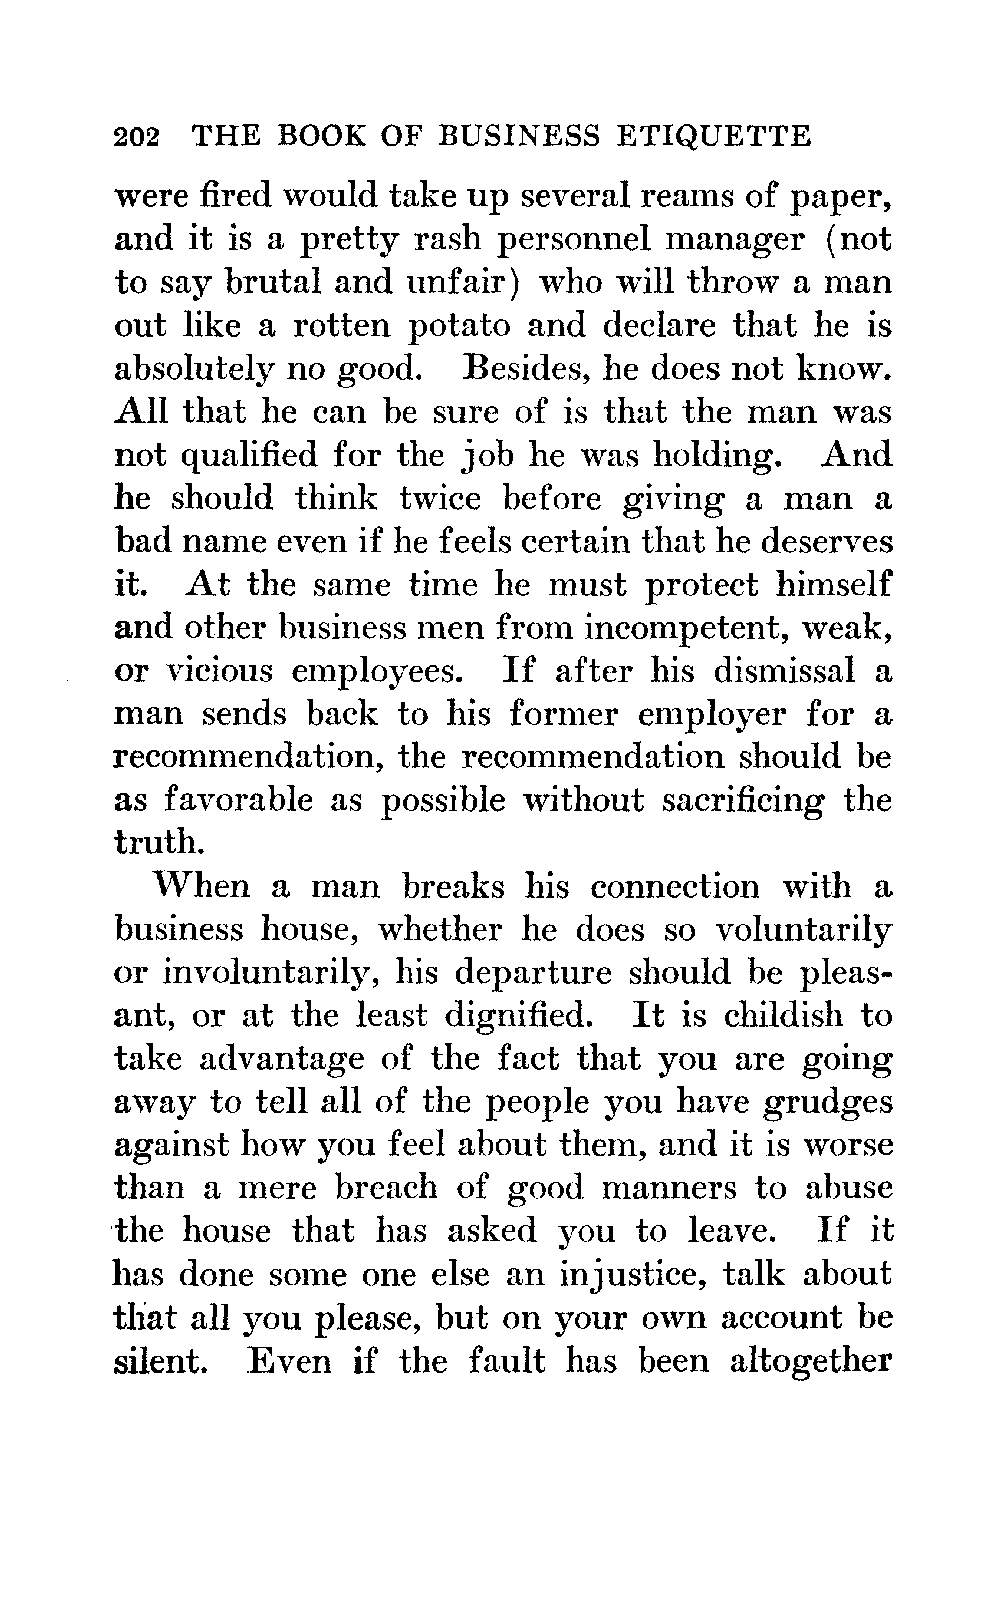 202 THE BOOK OF BUSINESS ETIQUETTE
were fired would take up several reams of paper,
and it is a pretty rash personnel manager (not
to say brutal and unfair) who will throw a man
out like a rotten potato and declare that he is
absolutely no good. Besides, he does not know.
All that he can be sure of is that the man was
not qualified for the job he was holding. And
he should think twice before giving a man a
bad name even if he feels certain that he deserves
it. At the same time he must protect himself
and other business men from incompetent, weak,
or vicious employees. If after his dismissal a
man sends back to his former employer for a
recommendation, the recommendation should be
as favorable as possible without sacrificing the
truth.
When a man breaks his connection with a
business house, whether he does so voluntarily
or involuntarily, his departure should be pleas-
ant, or at the least dignified. It is childish to
take advantage of the fact that you are going
away to tell all of the people you have grudges
against how you feel about them, and it is worse
than a mere breach of good manners to abuse
the house that has asked you to leave. If it
has done some one else an injustice, talk about
that all you please, but on your own account be
silent. Even if the fault has been altogether